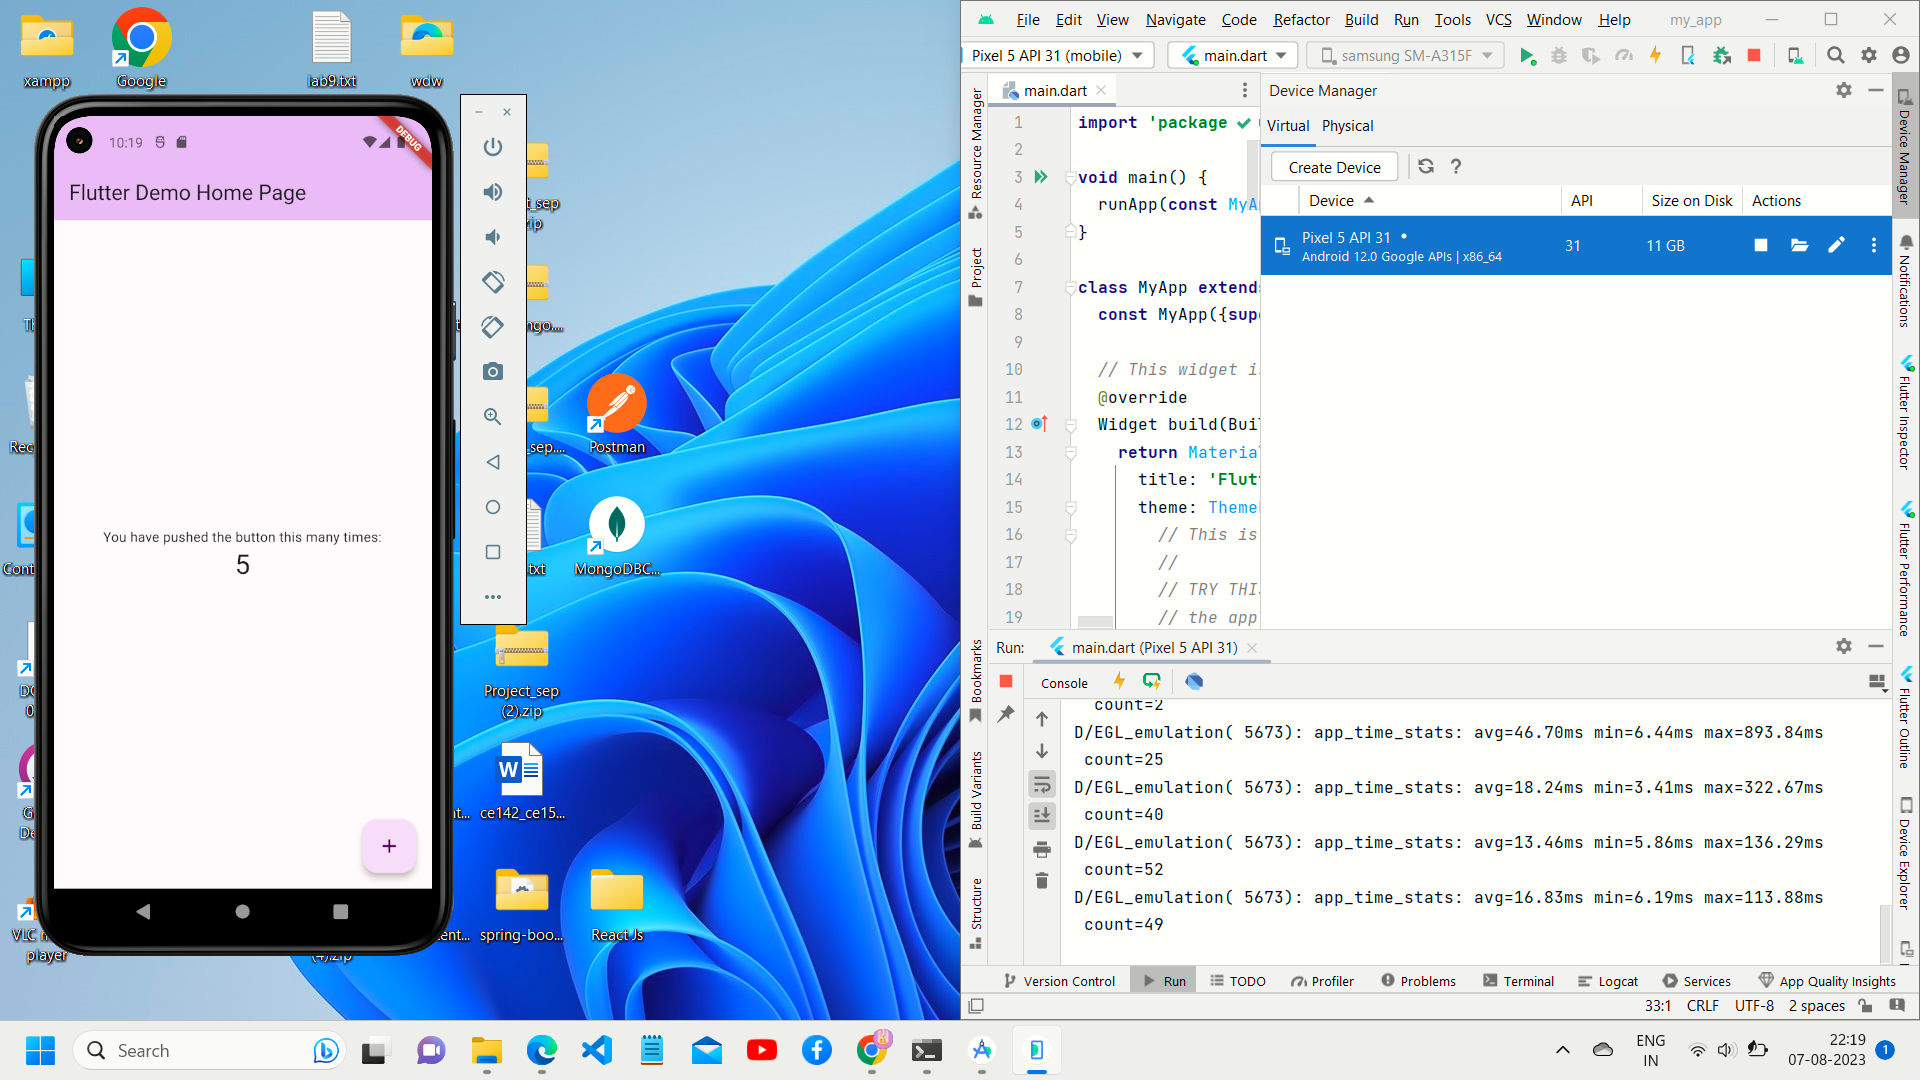 xampp
Google
lab9.txt
wdw
10:19
DEBUG
Flutter Demo Home Page
You have pushed the button this many times:
5
Postman
MongoDBC...
Project_sep
(2).zip
ce142_ce15...
spring-boo...
React Js
VLC
player
(4).zip
File Edit View Navigate Code Refactor Build Run Tools VCS Window Help my_app
Pixel 5 API 31 (mobile) main.dart samsung SM-A315F
main.dart
Device Manager
Virtual Physical
Create Device
Device API Size on Disk Actions
Pixel 5 API 31 • 31 11 GB
Android 12.0 Google APIs | x86_64
1 import 'package
2
3 void main() {
4 runApp(const MyA
5 }
6
7 class MyApp extends
8 const MyApp({sup
9
10 // This widget i
11 @override
12 Widget build(Bui
13 return Materia
14 title: 'Flut
15 theme: Theme
16 // This is
17 //
18 // TRY THI
19 // the app
Resource Manager
Project
Bookmarks
Build Variants
Structure
Device Manager
Notifications
Flutter Inspector
Flutter Performance
Flutter Outline
Device Explorer
Run: main.dart (Pixel 5 API 31)
Console
count=2
D/EGL_emulation( 5673): app_time_stats: avg=46.70ms min=6.44ms max=893.84ms
count=25
D/EGL_emulation( 5673): app_time_stats: avg=18.24ms min=3.41ms max=322.67ms
count=40
D/EGL_emulation( 5673): app_time_stats: avg=13.46ms min=5.86ms max=136.29ms
count=52
D/EGL_emulation( 5673): app_time_stats: avg=16.83ms min=6.19ms max=113.88ms
count=49
Version Control Run TODO Profiler Problems Terminal Logcat Services App Quality Insights
33:1 CRLF UTF-8 2 spaces
Search
ENG
IN
22:19
07-08-2023
1